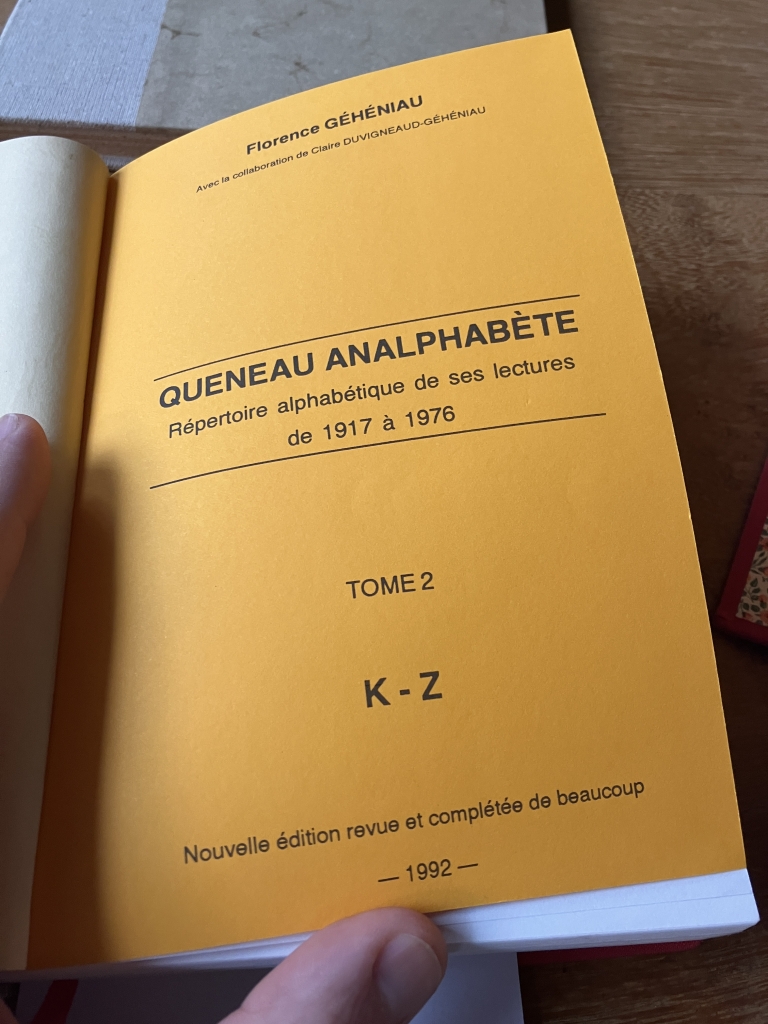 Florence GÉHÉNIAU
Avec la collaboration de Claire DUVIGNEAUD-GÉHÉNIAU
QUENEAU ANALPHABÈTE
Répertoire alphabétique de ses lectures
de 1917 à 1976
TOME 2
K - Z
Nouvelle édition revue et complétée de beaucoup
— 1992 —